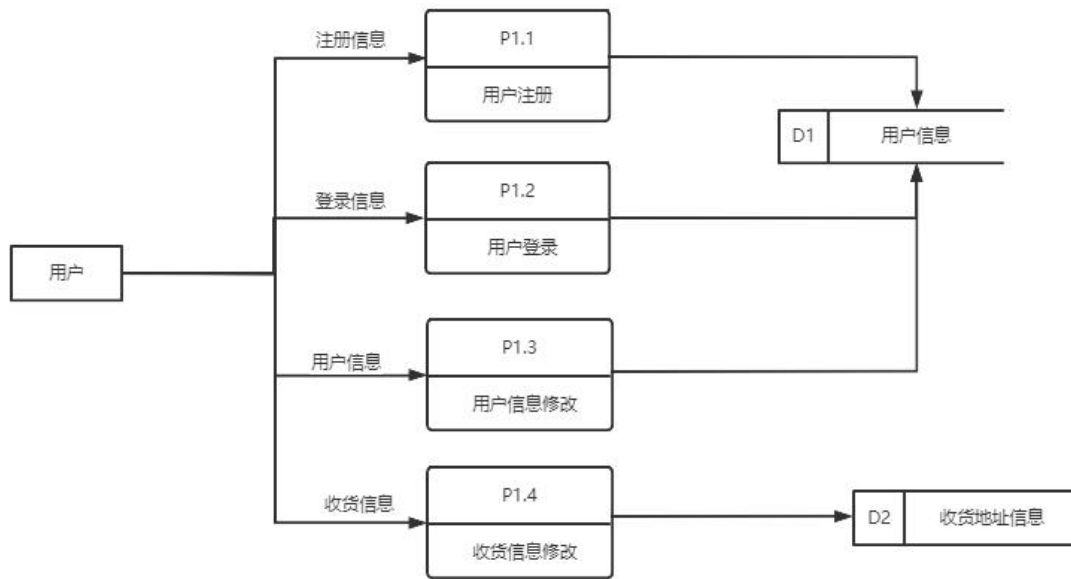 注册信息
P1.1
用户注册
D1
用户信息
登录信息
P1.2
用户登录
用户
用户信息
P1.3
用户信息修改
收货信息
P1.4
收货信息修改
D2
收货地址信息